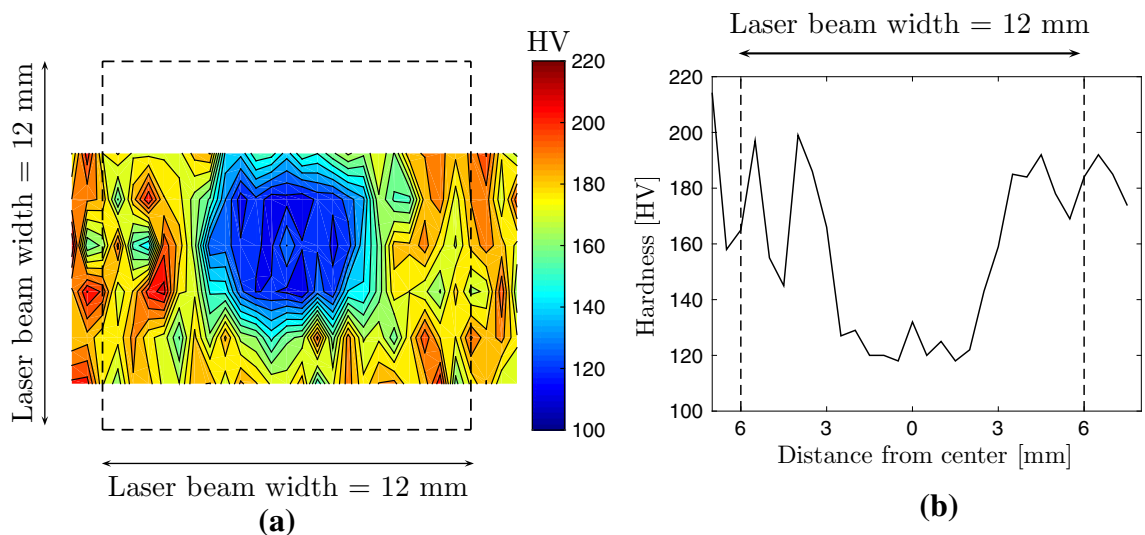 HV
220
200
180
160
140
120
100
Laser beam width = 12 mm
Laser beam width = 12 mm
(a)
Laser beam width = 12 mm
220
200
180
160
140
120
100
Hardness [HV]
6 3 0 3 6
Distance from center [mm]
(b)